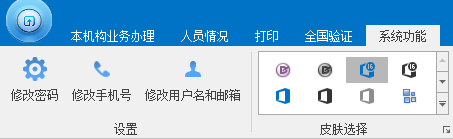 本机构业务办理 人员情况 打印 全国验证 系统功能
修改密码 修改手机号 修改用户名和邮箱
设置 皮肤选择